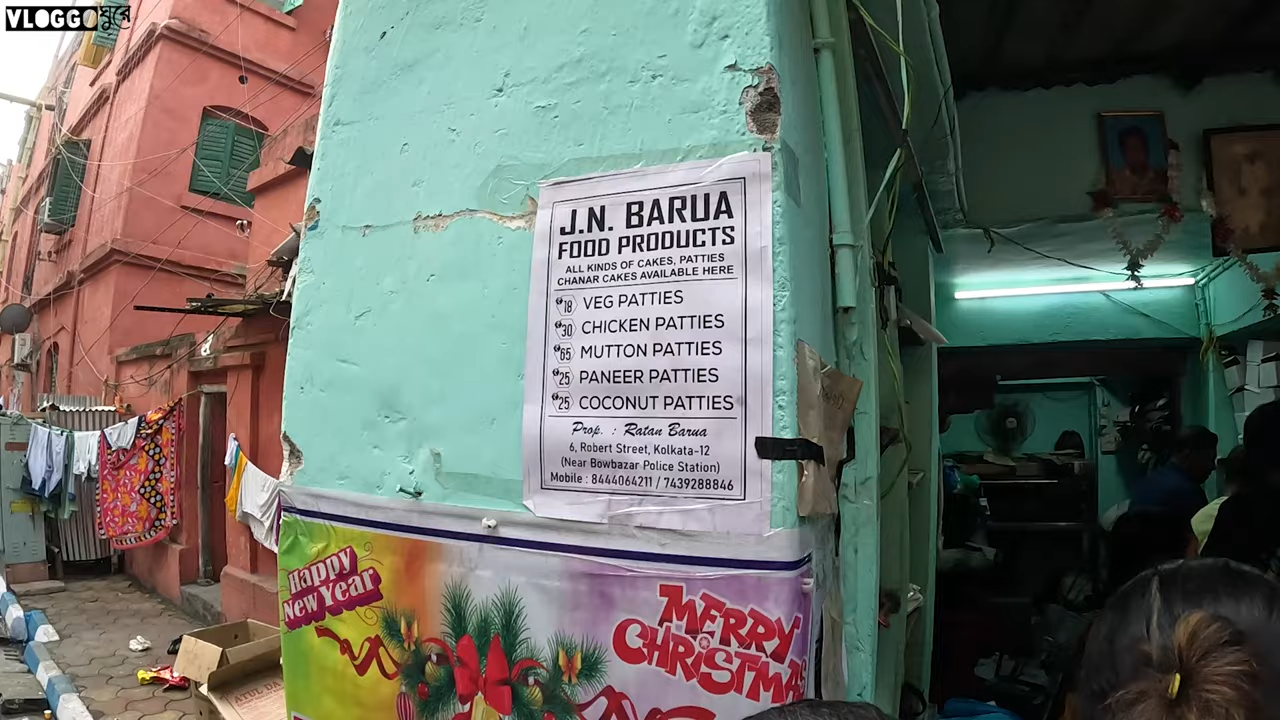 VLOGGঘুরে
J.N. BARUA
FOOD PRODUCTS
ALL KINDS OF CAKES, PATTIES
CHANAR CAKES AVAILABLE HERE
₹18 VEG PATTIES
₹30 CHICKEN PATTIES
₹65 MUTTON PATTIES
₹25 PANEER PATTIES
₹25 COCONUT PATTIES
Prop. : Ratan Barua
6, Robert Street, Kolkata-12
(Near Bowbazar Police Station)
Mobile : 8444064211 / 7439288846
Happy
New Year
MERRY
CHRISTMAS
ATUL